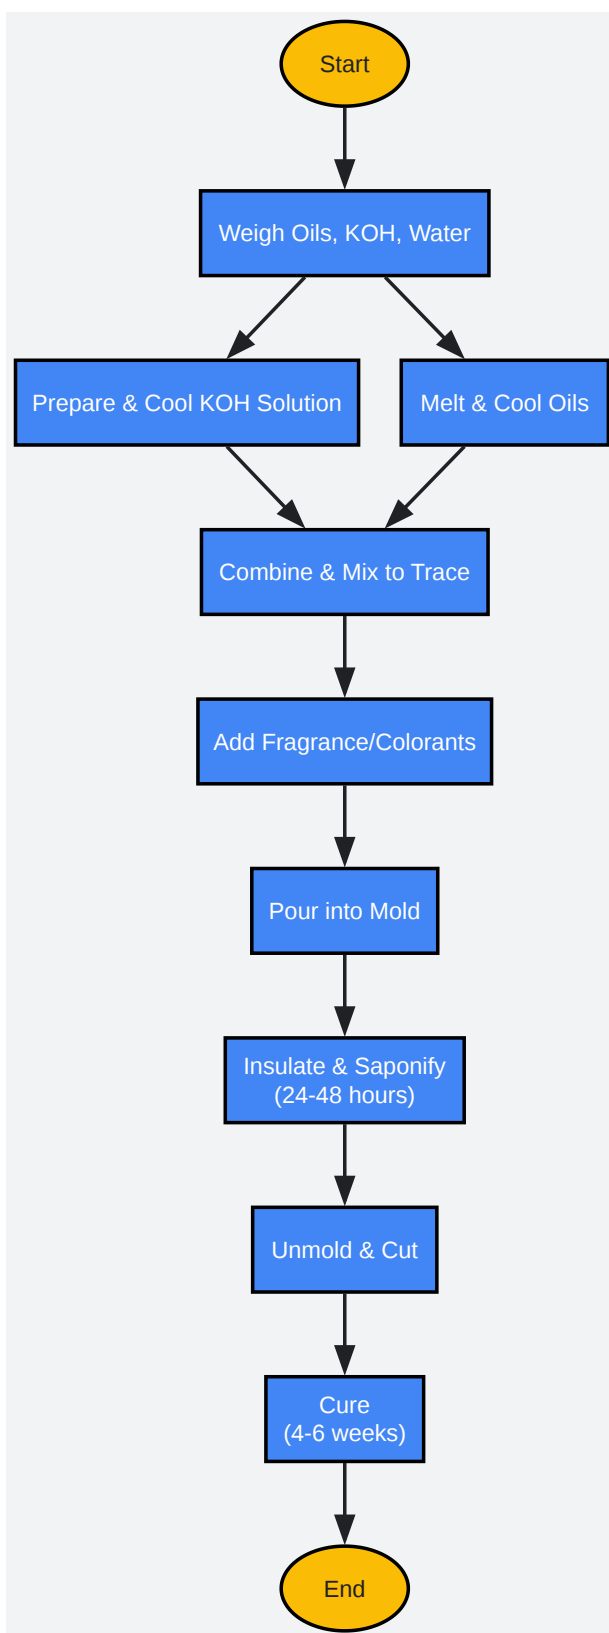 Start
Weigh Oils, KOH, Water
Prepare & Cool KOH Solution
Melt & Cool Oils
Combine & Mix to Trace
Add Fragrance/Colorants
Pour into Mold
Insulate & Saponify
(24-48 hours)
Unmold & Cut
Cure
(4-6 weeks)
End